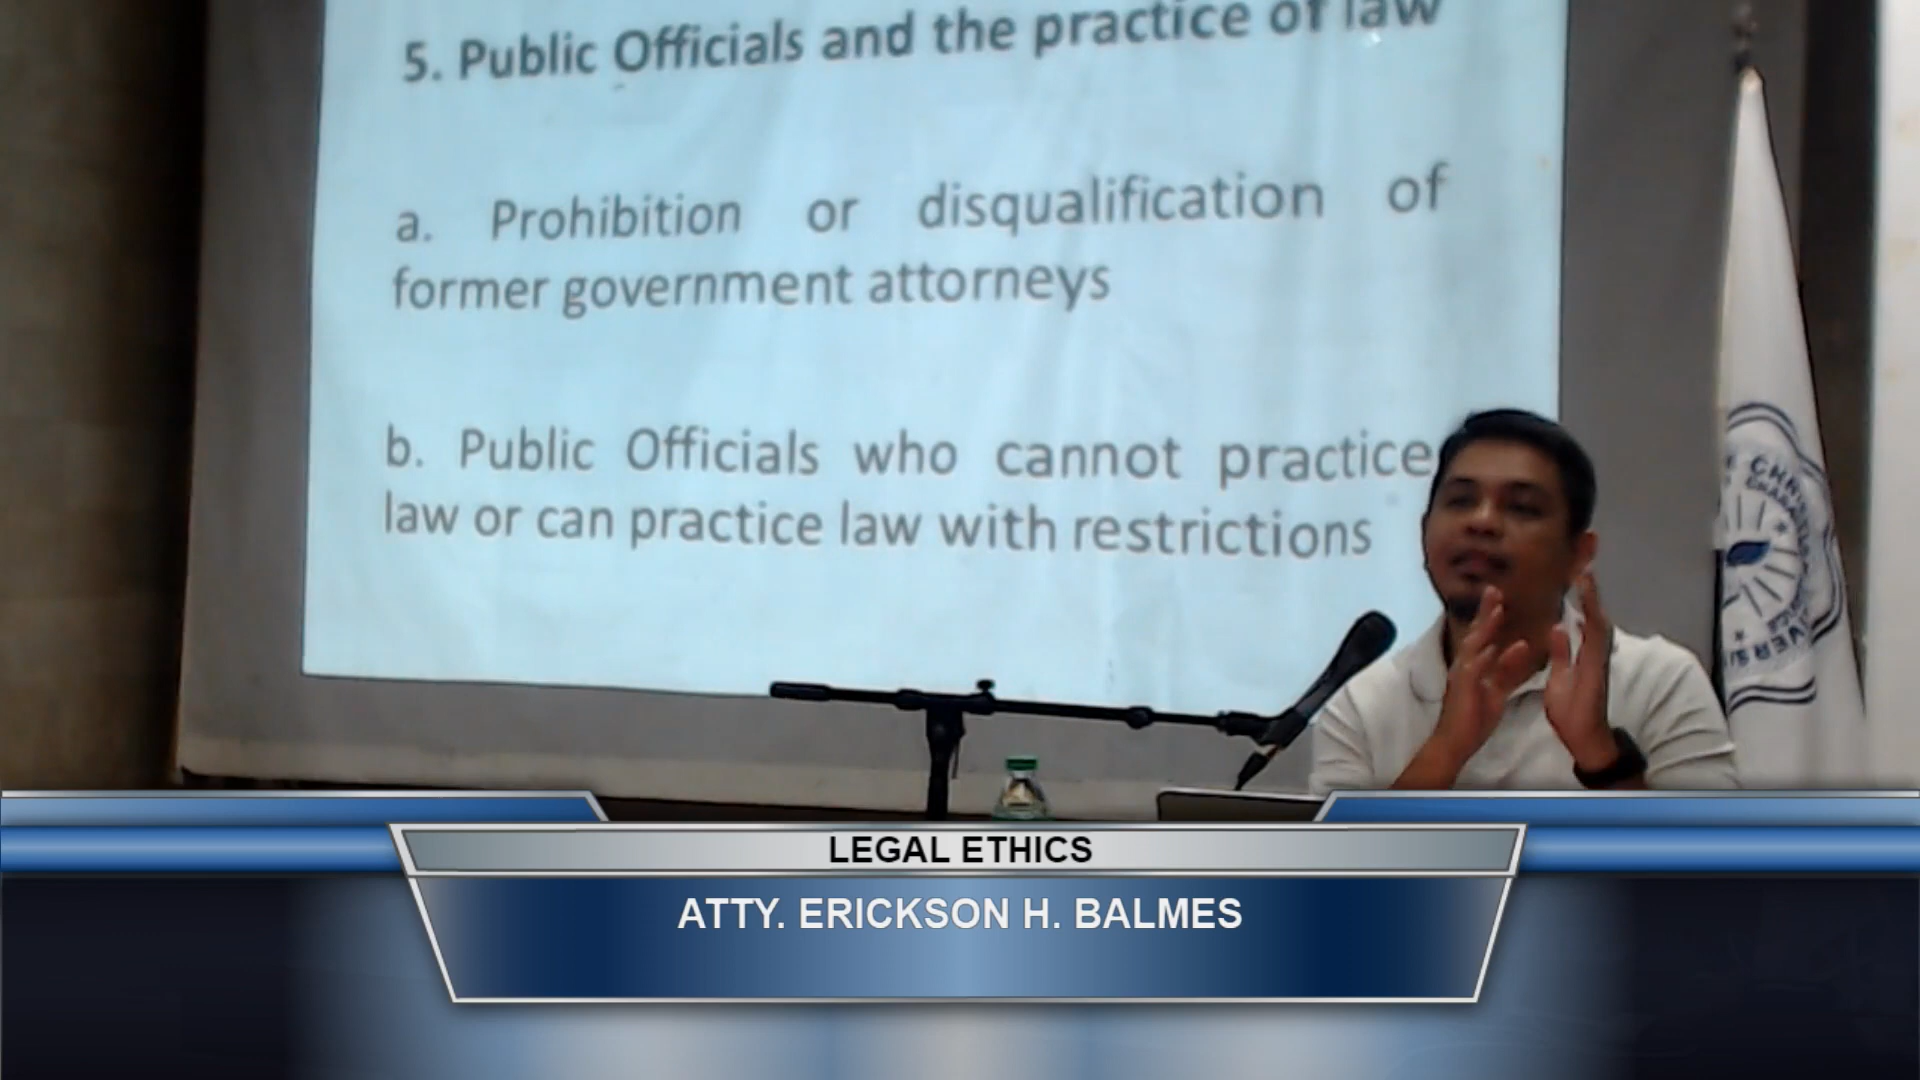 5. Public Officials and the practice of law
a. Prohibition or disqualification of
former government attorneys
b. Public Officials who cannot practice
law or can practice law with restrictions
LEGAL ETHICS
ATTY. ERICKSON H. BALMES